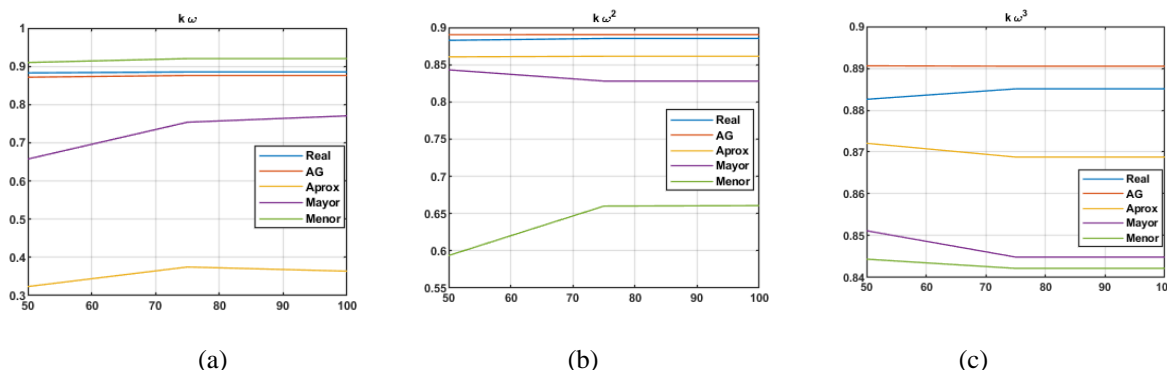 k ω
1
0.9
0.8
0.7
0.6
0.5
0.4
0.3
50 60 70 80 90 100
Real
AG
Aprox
Mayor
Menor
(a)
k ω²
0.9
0.85
0.8
0.75
0.7
0.65
0.6
0.55
50 60 70 80 90 100
Real
AG
Aprox
Mayor
Menor
(b)
k ω³
0.9
0.89
0.88
0.87
0.86
0.85
0.84
50 60 70 80 90 100
Real
AG
Aprox
Mayor
Menor
(c)